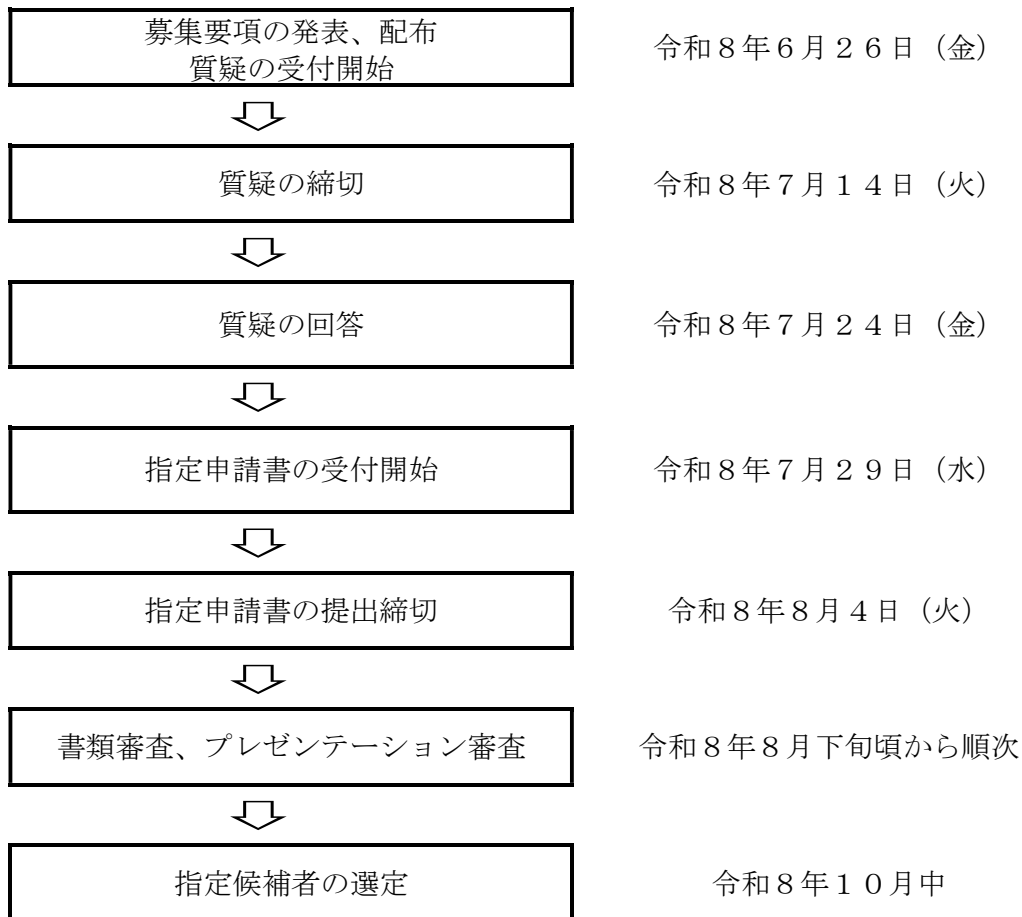 募集要項の発表、配布
質疑の受付開始
令和８年６月２６日（金）
質疑の締切
令和８年７月１４日（火）
質疑の回答
令和８年７月２４日（金）
指定申請書の受付開始
令和８年７月２９日（水）
指定申請書の提出締切
令和８年８月４日（火）
書類審査、プレゼンテーション審査
令和８年８月下旬頃から順次
指定候補者の選定
令和８年１０月中